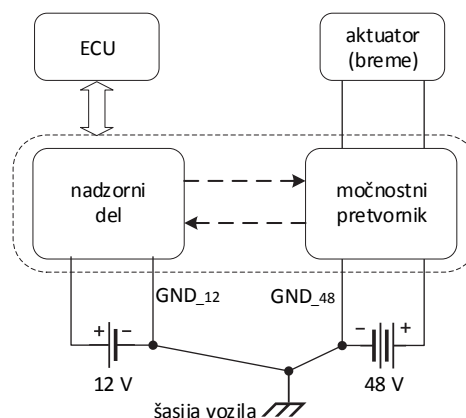 ECU
aktuator
(breme)
nadzorni
del
močnostni
pretvornik
GND_12
GND_48
+ −
− +
12 V
48 V
šasija vozila